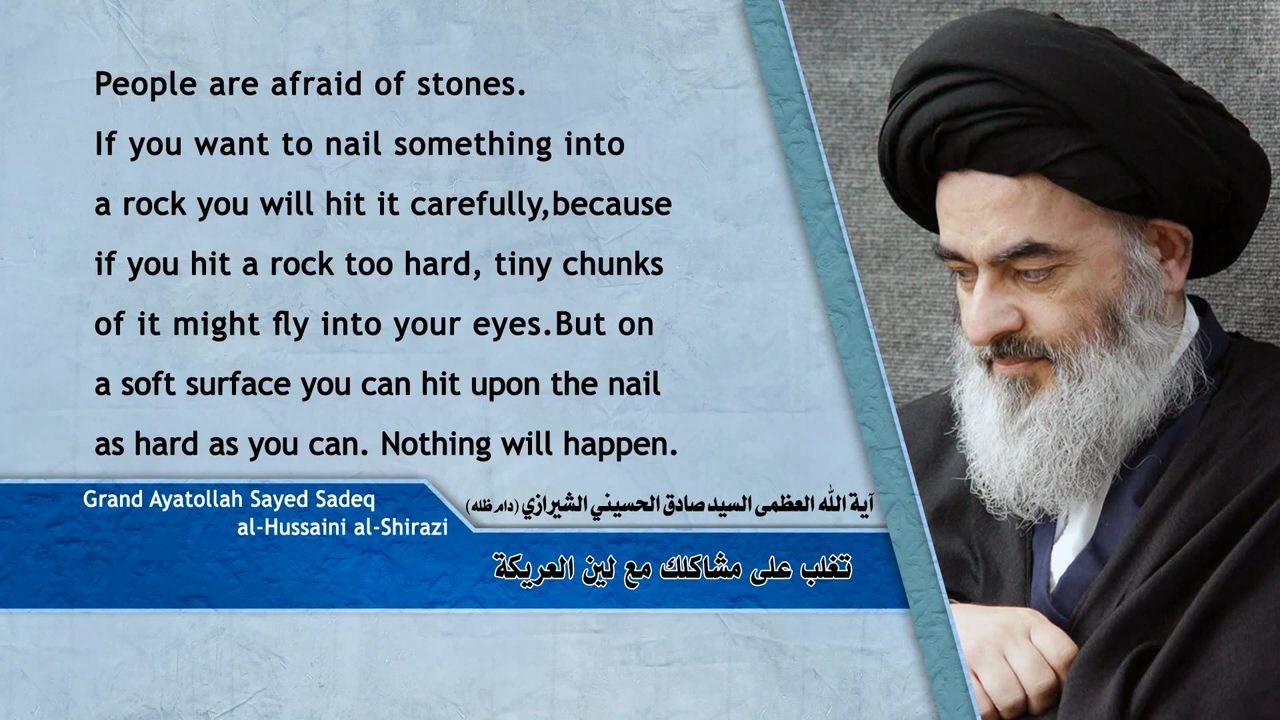 People are afraid of stones.
If you want to nail something into
a rock you will hit it carefully,because
if you hit a rock too hard, tiny chunks
of it might fly into your eyes.But on
a soft surface you can hit upon the nail
as hard as you can. Nothing will happen.
Grand Ayatollah Sayed Sadeq
al-Hussaini al-Shirazi
آية الله العظمى السيد صادق الحسيني الشيرازي (دام ظله)
تغلب على مشاكلك مع لين العريكة